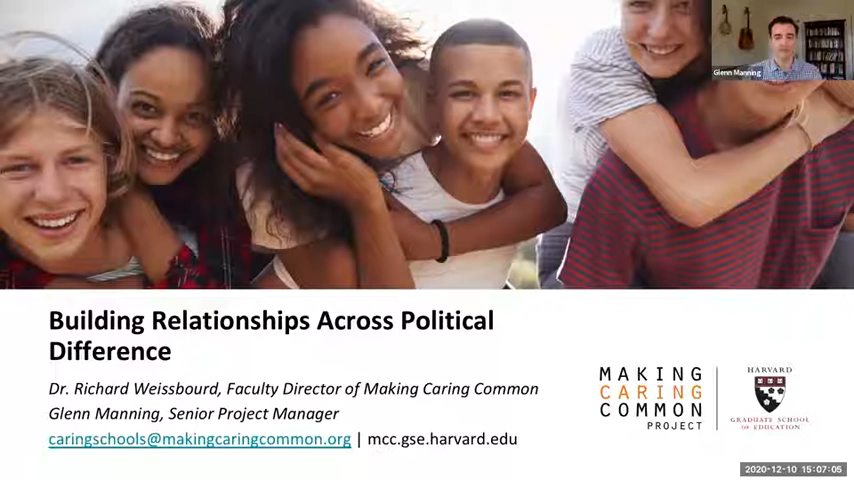 Glenn Manning
Building Relationships Across Political
Difference
Dr. Richard Weissbourd, Faculty Director of Making Caring Common
Glenn Manning, Senior Project Manager
caringschools@makingcaringcommon.org | mcc.gse.harvard.edu
MAKING
CARING
COMMON
PROJECT
HARVARD
GRADUATE SCHOOL
OF EDUCATION
2020-12-10 15:07:05